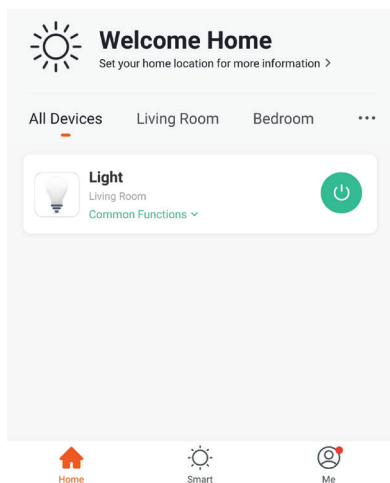 Welcome Home
Set your home location for more information >
All Devices Living Room Bedroom ...
Light
Living Room
Common Functions
Home Smart Me